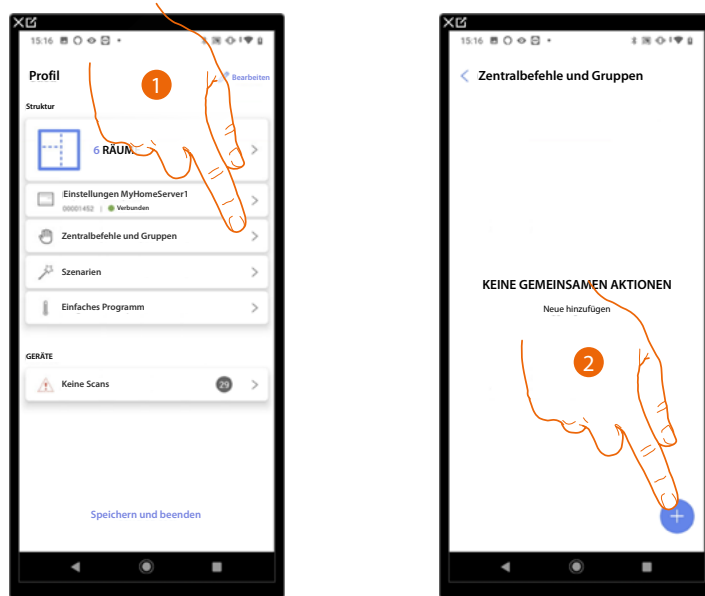 15:16
Profil
Bearbeiten
1
Struktur
6 RÄUM
Einstellungen MyHomeServer1
00001452 | Verbunden
Zentralbefehle und Gruppen
Szenarien
Einfaches Programm
GERÄTE
Keine Scans 29
Speichern und beenden
15:16
Zentralbefehle und Gruppen
KEINE GEMEINSAMEN AKTIONEN
Neue hinzufügen
2
+